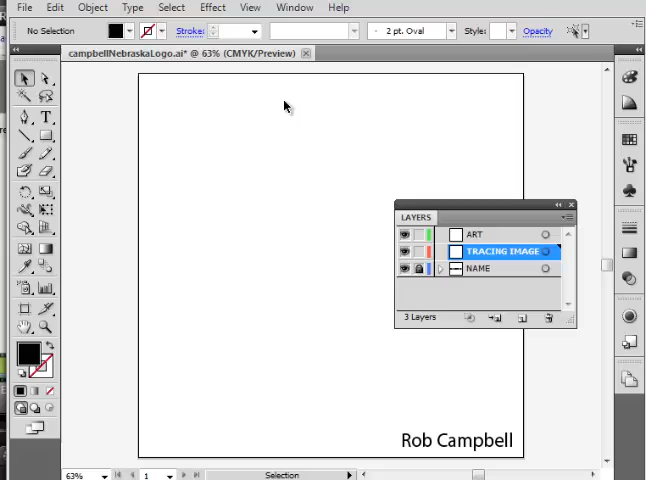 File Edit Object Type Select Effect View Window Help
No Selection Stroke: 2 pt. Oval Style: Opacity
campbellNebraskaLogo.ai* @ 63% (CMYK/Preview)
LAYERS
ART
TRACING IMAGE
NAME
3 Layers
Rob Campbell
63% 1 Selection